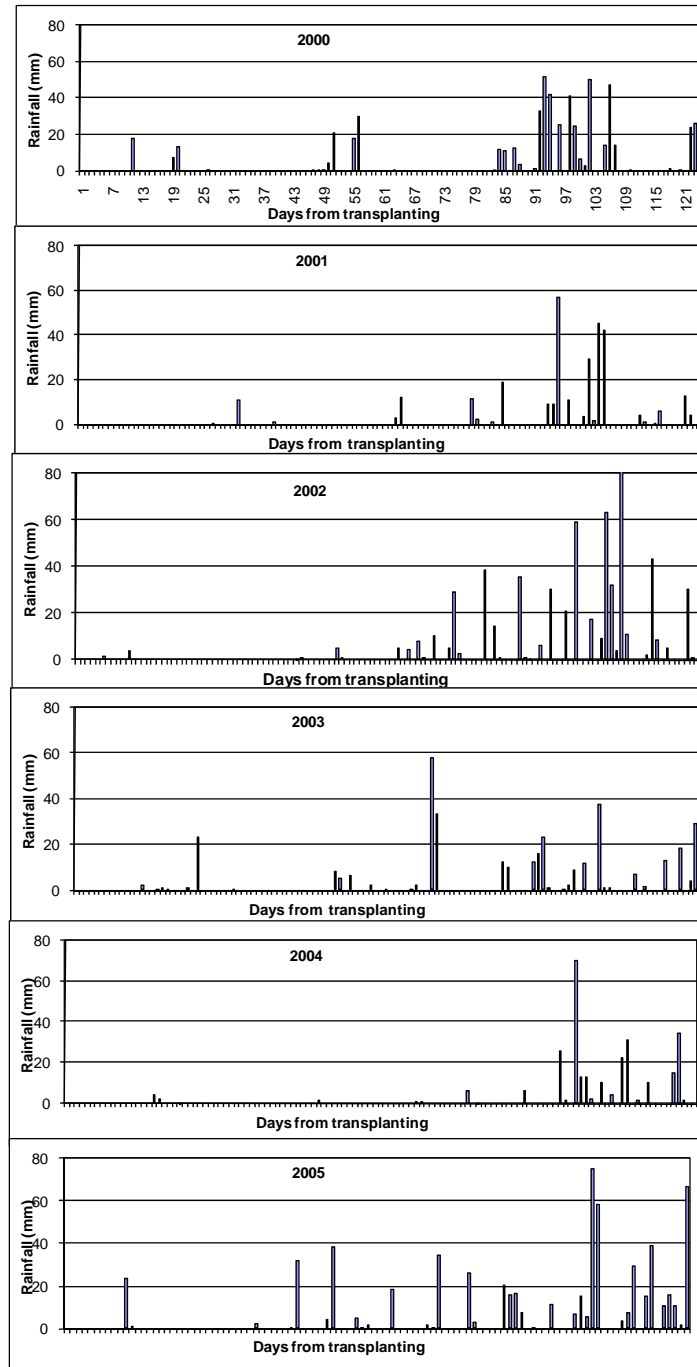 2000
Rainfall (mm)
80
60
40
20
0
1 7 13 19 25 31 37 43 49 55 61 67 73 79 85 91 97 103 109 115 121
Days from transplanting
2001
Rainfall (mm)
80
60
40
20
0
Days from transplanting
2002
Rainfall (mm)
80
60
40
20
0
Days from transplanting
2003
Rainfall (mm)
80
60
40
20
0
Days from transplanting
2004
Rainfall (mm)
80
60
40
20
0
Days from transplanting
2005
Rainfall (mm)
80
60
40
20
0
Days from transplanting